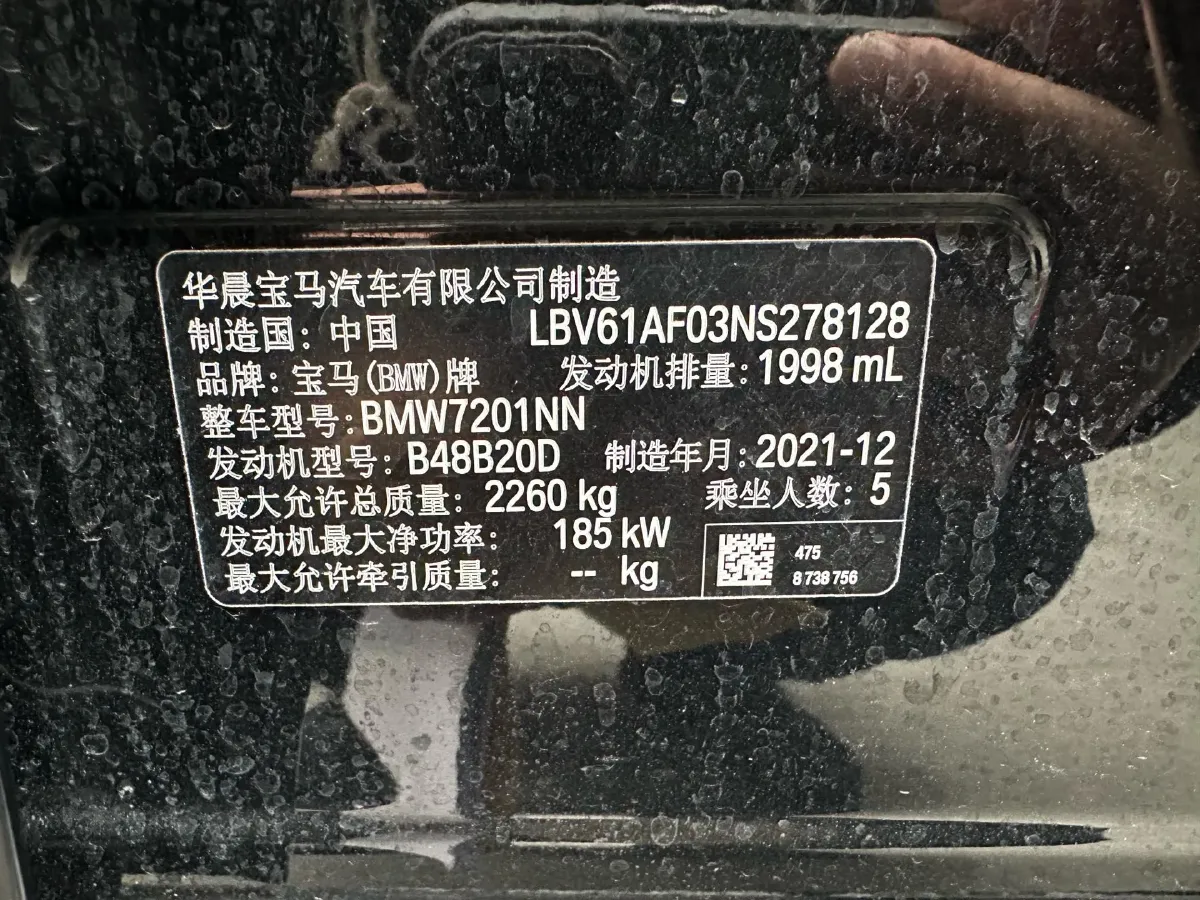 华晨宝马汽车有限公司制造
制造国：中国 LBV61AF03NS278128
品牌：宝马(BMW)牌 发动机排量：1998 mL
整车型号：BMW7201NN
发动机型号：B48B20D 制造年月：2021-12
最大允许总质量：2260 kg 乘坐人数：5
发动机最大净功率：185 kW
最大允许牵引质量：-- kg
475
8 738 756